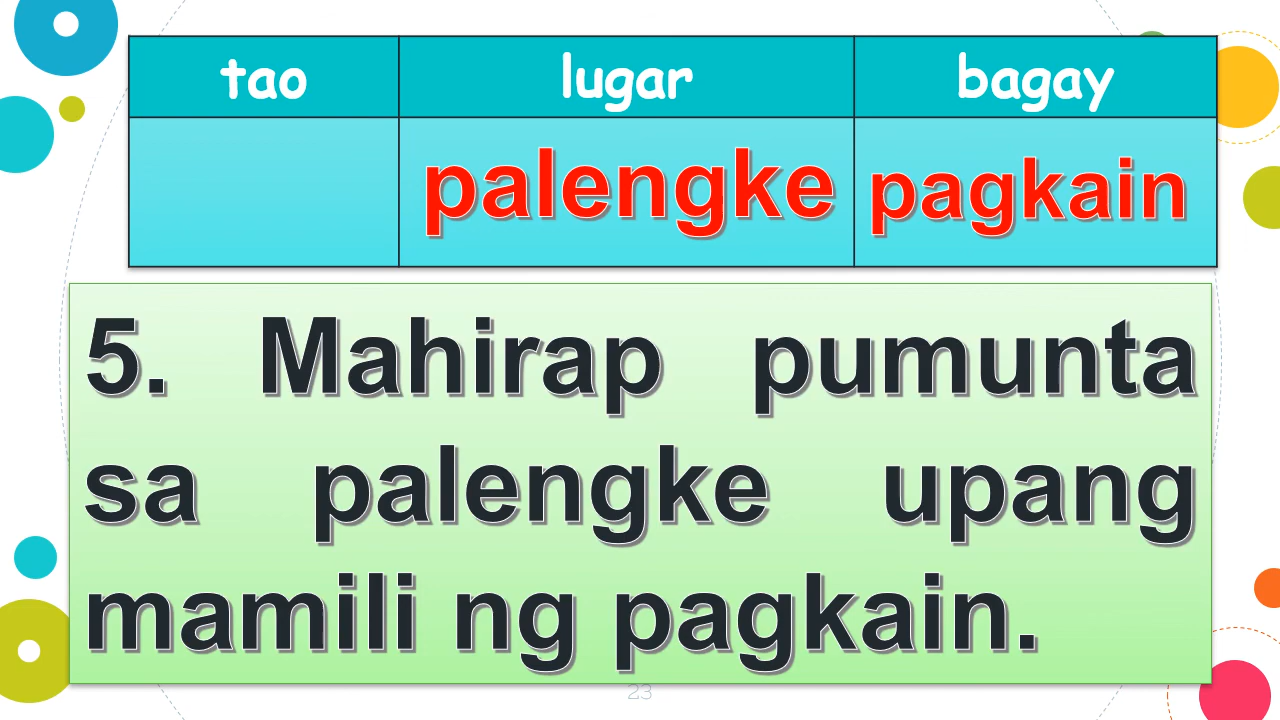 tao lugar bagay
palengke pagkain
5. Mahirap pumunta
sa palengke upang
mamili ng pagkain.
23